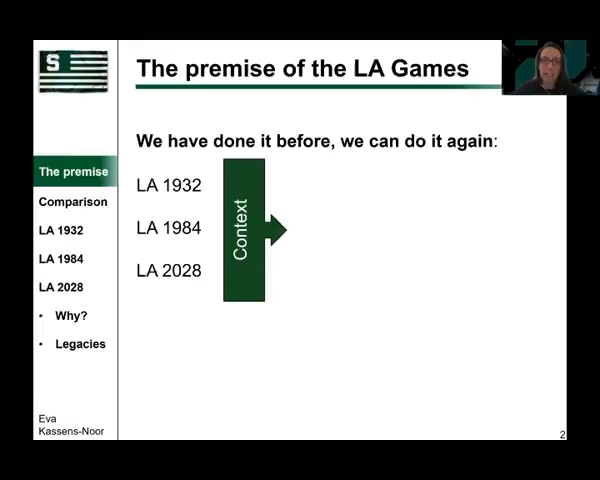 S
The premise of the LA Games
We have done it before, we can do it again:
The premise
Comparison
LA 1932
LA 1984
LA 2028
• Why?
• Legacies
LA 1932
LA 1984
LA 2028
Context
Eva
Kassens-Noor
2